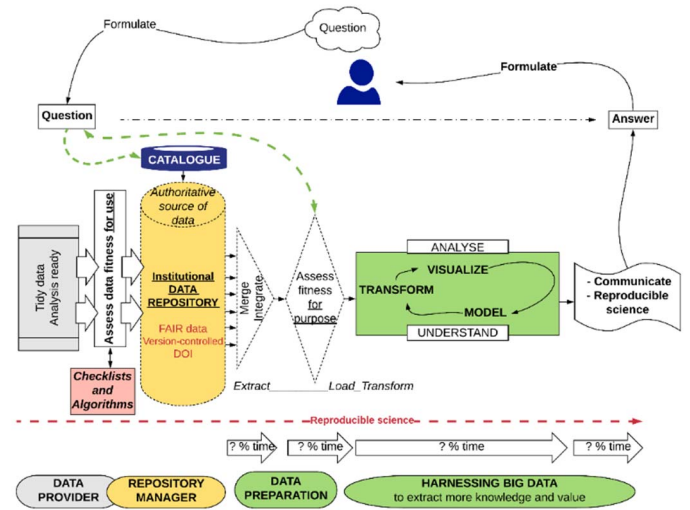 Question
Formulate
Formulate
Question
Answer
CATALOGUE
Authoritative
source of
data
Tidy data
Analysis ready
Assess data fitness for use
Institutional
DATA
REPOSITORY
FAIR data
Version-controlled
DOI
Merge
Integrate
Assess
fitness
for
purpose
ANALYSE
VISUALIZE
TRANSFORM
MODEL
UNDERSTAND
- Communicate
- Reproducible
science
Checklists
and
Algorithms
Extract________Load_Transform
Reproducible science
? % time
? % time
? % time
? % time
DATA
PROVIDER
REPOSITORY
MANAGER
DATA
PREPARATION
HARNESSING BIG DATA
to extract more knowledge and value